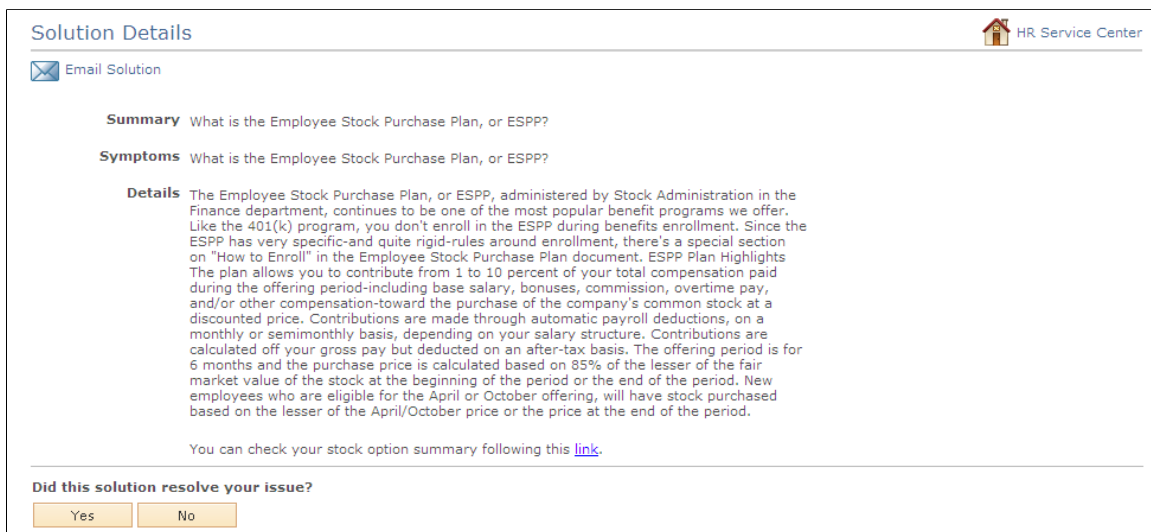 Solution Details
HR Service Center
Email Solution
Summary What is the Employee Stock Purchase Plan, or ESPP?
Symptoms What is the Employee Stock Purchase Plan, or ESPP?
Details The Employee Stock Purchase Plan, or ESPP, administered by Stock Administration in the
Finance department, continues to be one of the most popular benefit programs we offer.
Like the 401(k) program, you don't enroll in the ESPP during benefits enrollment. Since the
ESPP has very specific-and quite rigid-rules around enrollment, there's a special section
on "How to Enroll" in the Employee Stock Purchase Plan document. ESPP Plan Highlights
The plan allows you to contribute from 1 to 10 percent of your total compensation paid
during the offering period-including base salary, bonuses, commission, overtime pay,
and/or other compensation-toward the purchase of the company's common stock at a
discounted price. Contributions are made through automatic payroll deductions, on a
monthly or semimonthly basis, depending on your salary structure. Contributions are
calculated off your gross pay but deducted on an after-tax basis. The offering period is for
6 months and the purchase price is calculated based on 85% of the lesser of the fair
market value of the stock at the beginning of the period or the end of the period. New
employees who are eligible for the April or October offering, will have stock purchased
based on the lesser of the April/October price or the price at the end of the period.
You can check your stock option summary following this link.
Did this solution resolve your issue?
Yes No